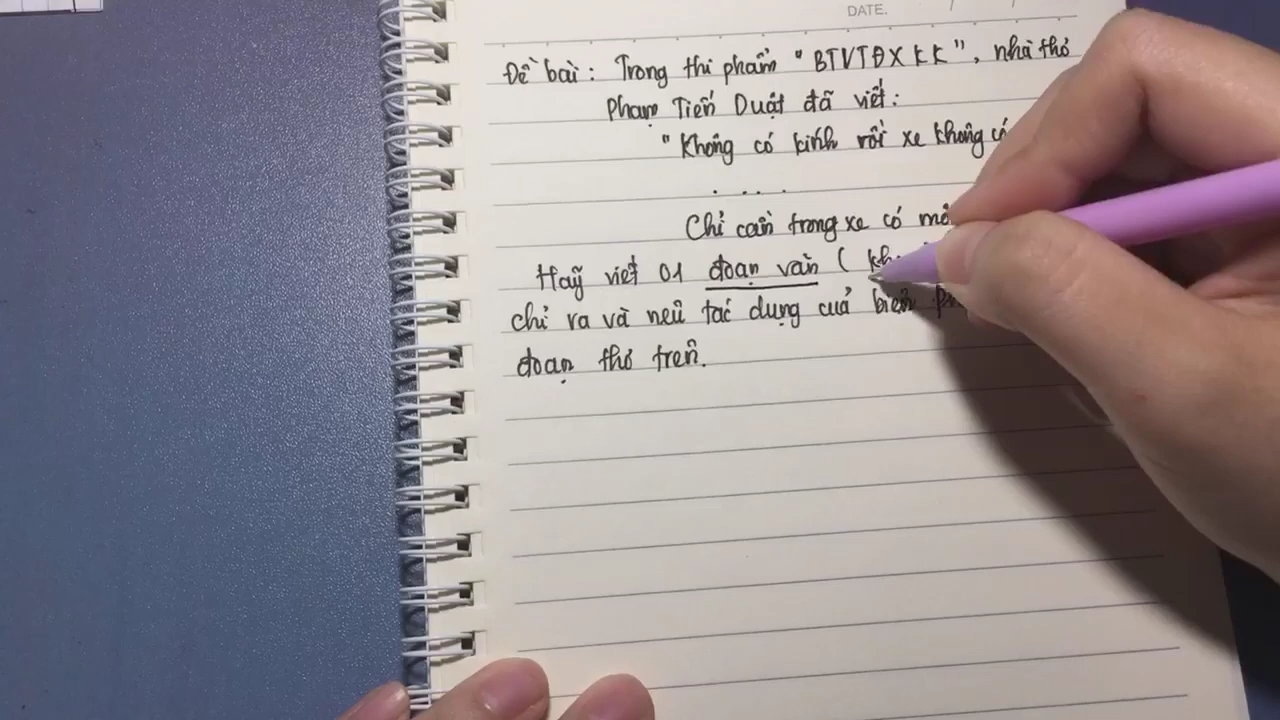 DATE. / /
Đề bài: Trong thi phẩm "BTVTĐXKK", nhà thơ
Phạm Tiến Duật đã viết:
"Không có kính rồi xe không có
. . . .
Chỉ cần trong xe có
Hãy viết 01 đoạn văn (
chỉ ra và nêu tác dụng của biện
đoạn thơ trên.